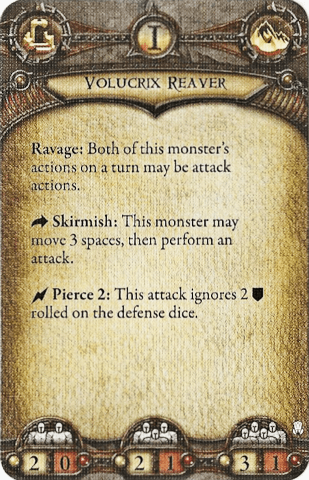 I
Volucrix Reaver
Ravage: Both of this monster's
actions on a turn may be attack
actions.
Skirmish: This monster may
move 3 spaces, then perform an
attack.
Pierce 2: This attack ignores 2
rolled on the defense dice.
2 0 2 1 3 1